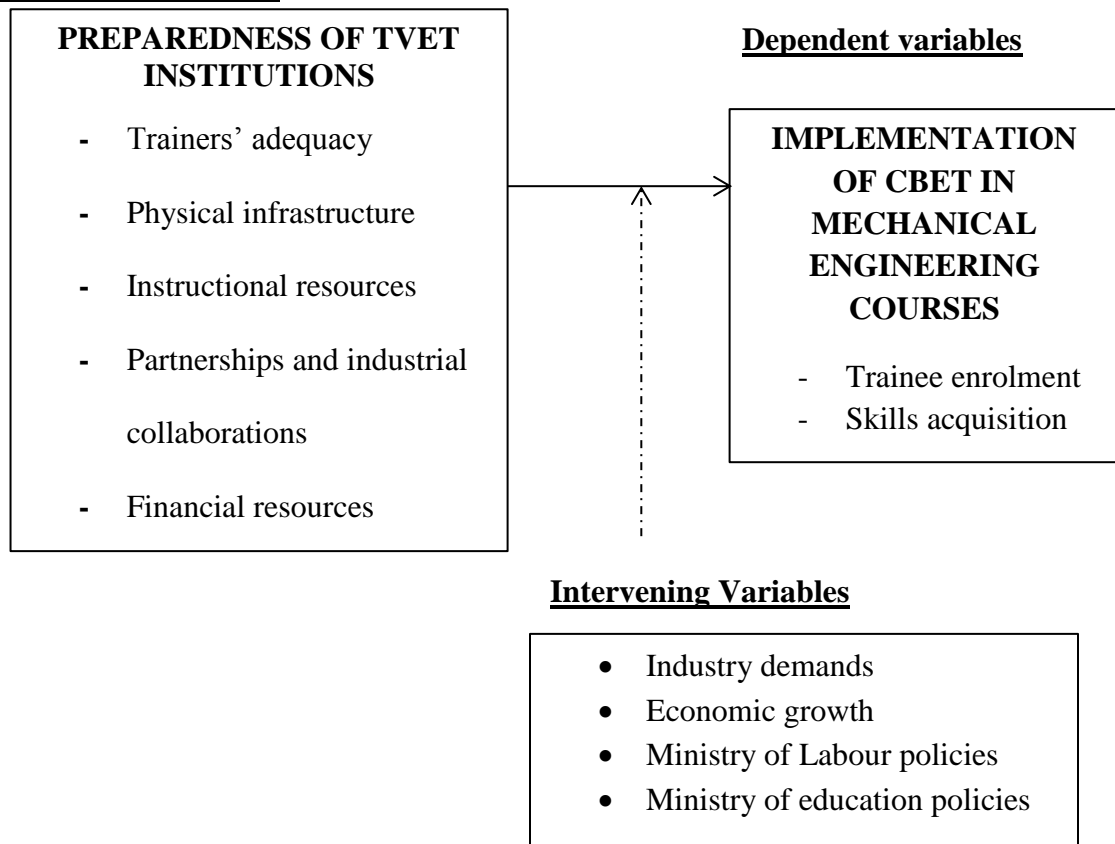 PREPAREDNESS OF TVET
INSTITUTIONS
- Trainers’ adequacy
- Physical infrastructure
- Instructional resources
- Partnerships and industrial
collaborations
- Financial resources
Dependent variables
IMPLEMENTATION
OF CBET IN
MECHANICAL
ENGINEERING
COURSES
- Trainee enrolment
- Skills acquisition
Intervening Variables
• Industry demands
• Economic growth
• Ministry of Labour policies
• Ministry of education policies